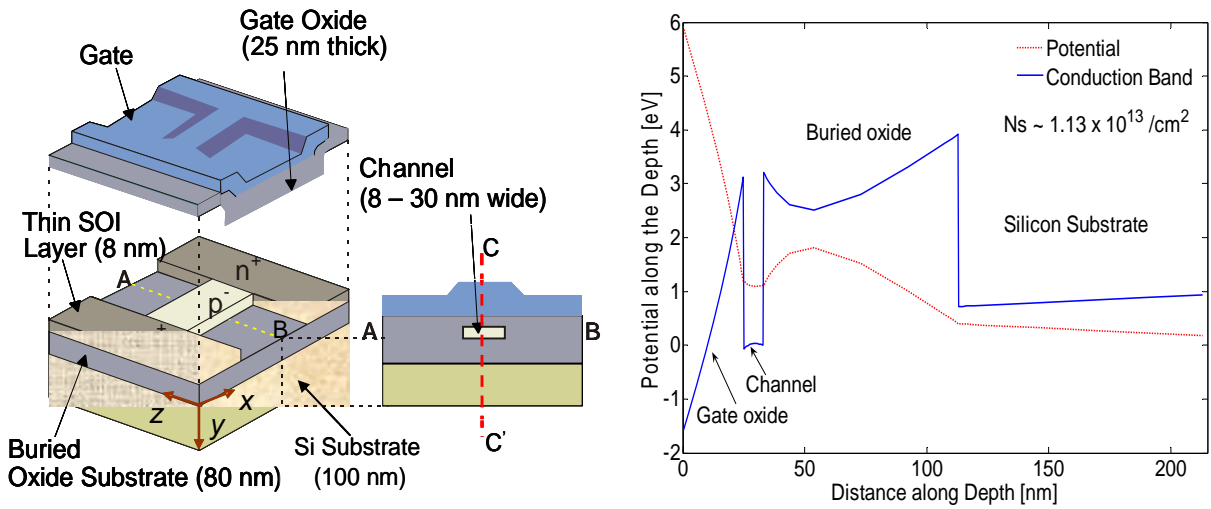 Gate Oxide
(25 nm thick)
Gate
Channel
(8 – 30 nm wide)
Thin SOI
Layer (8 nm)
A
n+
p-
+
B
z
x
y
Buried
Oxide Substrate (80 nm)
Si Substrate
(100 nm)
C
A
B
C'
Potential along the Depth [eV]
6
5
4
3
2
1
0
-1
-2
Potential
Conduction Band
Ns ~ 1.13 x 10^13 /cm^2
Buried oxide
Silicon Substrate
Channel
Gate oxide
0
50
100
150
200
Distance along Depth [nm]